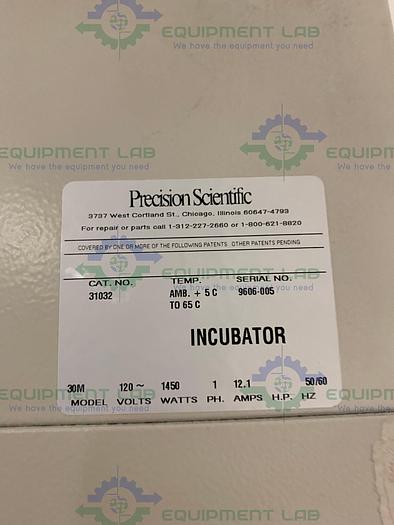 EQUIPMENT LAB
We have the equipment you need
EQUIPMENT LAB
We have the equipment you need
Precision Scientific
3737 West Cortland St., Chicago, Illinois 60647-4793
For repair or parts call 1-312-227-2660 or 1-800-621-8820
COVERED BY ONE OR MORE OF THE FOLLOWING PATENTS OTHER PATENTS PENDING
CAT. NO. TEMP. SERIAL NO.
31032 AMB. + 5 C 9606-005
TO 65 C
INCUBATOR
30M 120 ~ 1450 1 12.1 50/60
MODEL VOLTS WATTS PH. AMPS H.P. HZ
EQUIPMENT LAB
We have the equipment you need
EQUIPMENT LAB